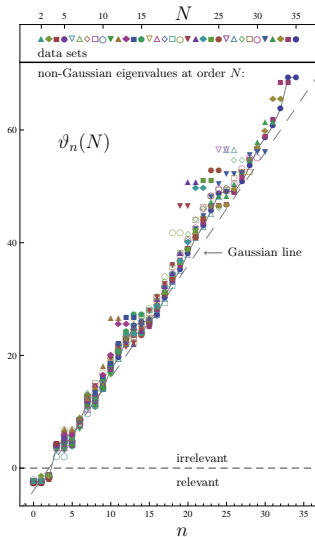 N
2 5 10 15 20 25 30 35
data sets
non-Gaussian eigenvalues at order N:
60
ϑn(N)
40
← Gaussian line
20
irrelevant
0
relevant
0 5 10 15 20 25 30 35
n